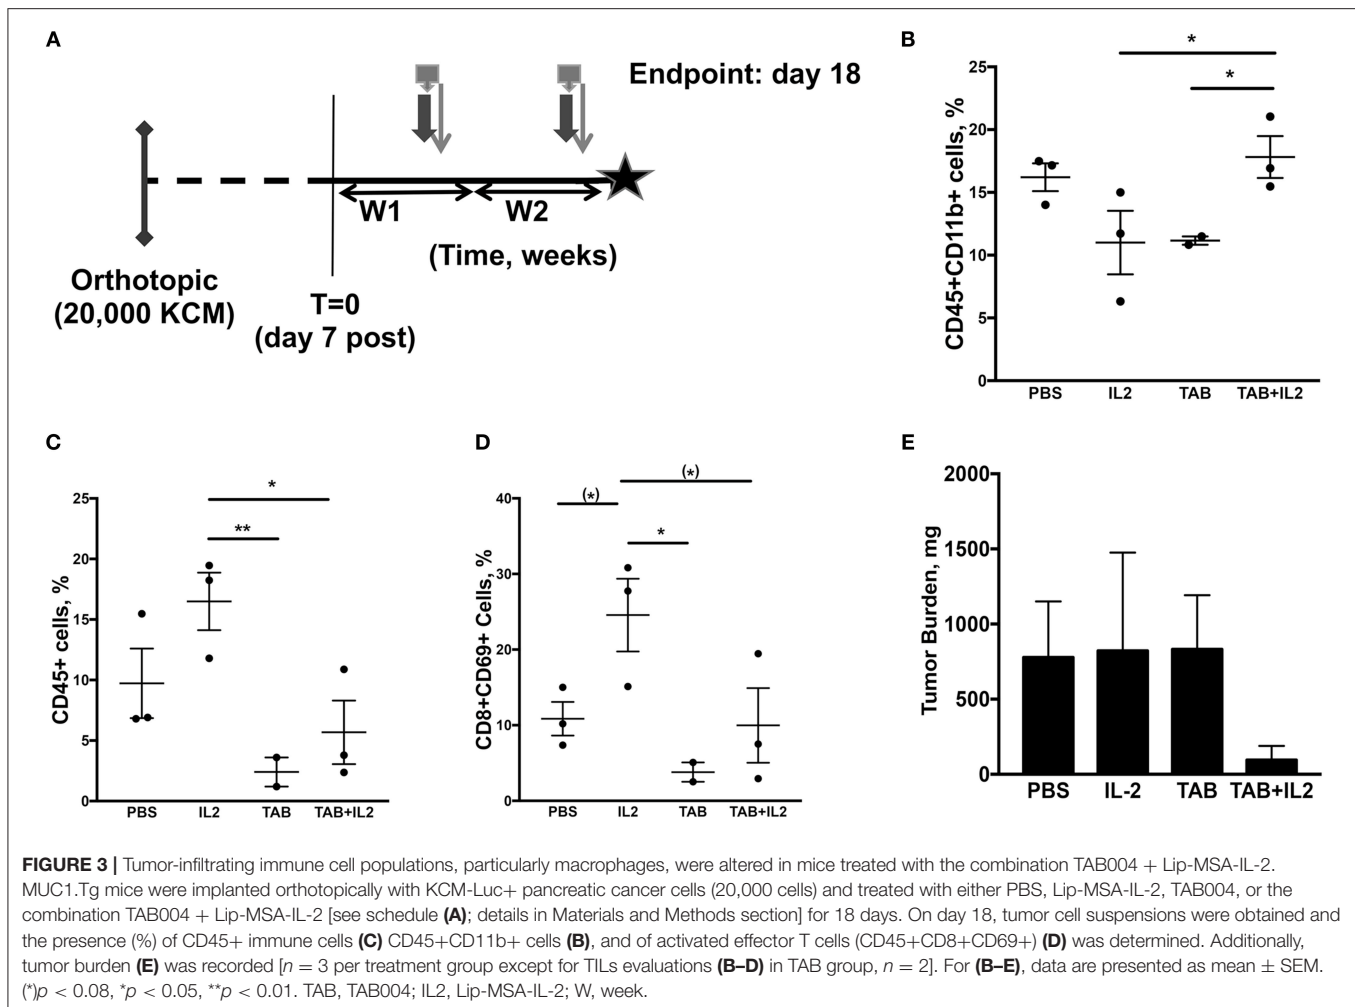 A
Endpoint: day 18
W1
W2
(Time, weeks)
Orthotopic
(20,000 KCM)
T=0
(day 7 post)
B
CD45+CD11b+ cells, %
25
20
15
10
5
0
*
*
PBS IL2 TAB TAB+IL2
C
CD45+ cells, %
25
20
15
10
5
0
*
**
PBS IL2 TAB TAB+IL2
D
CD8+CD69+ Cells, %
40
30
20
10
0
(*)
(*)
*
PBS IL2 TAB TAB+IL2
E
Tumor Burden, mg
2000
1500
1000
500
0
PBS IL-2 TAB TAB+IL2
FIGURE 3 | Tumor-infiltrating immune cell populations, particularly macrophages, were altered in mice treated with the combination TAB004 + Lip-MSA-IL-2.
MUC1.Tg mice were implanted orthotopically with KCM-Luc+ pancreatic cancer cells (20,000 cells) and treated with either PBS, Lip-MSA-IL-2, TAB004, or the
combination TAB004 + Lip-MSA-IL-2 [see schedule (A); details in Materials and Methods section] for 18 days. On day 18, tumor cell suspensions were obtained and
the presence (%) of CD45+ immune cells (C) CD45+CD11b+ cells (B), and of activated effector T cells (CD45+CD8+CD69+) (D) was determined. Additionally,
tumor burden (E) was recorded [n = 3 per treatment group except for TILs evaluations (B–D) in TAB group, n = 2]. For (B–E), data are presented as mean ± SEM.
(*)p < 0.08, *p < 0.05, **p < 0.01. TAB, TAB004; IL2, Lip-MSA-IL-2; W, week.